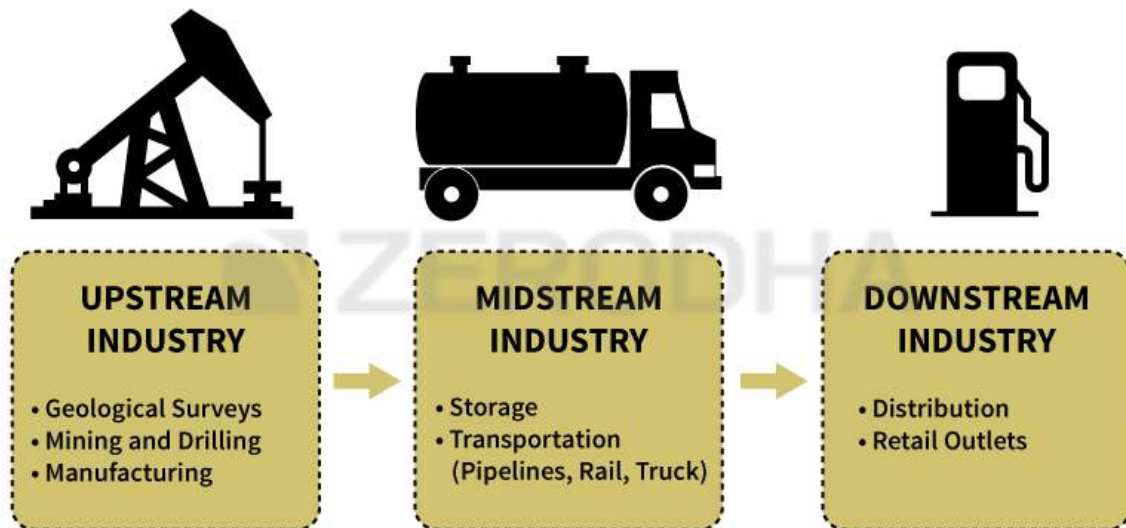 ZERODHA
UPSTREAM
INDUSTRY
• Geological Surveys
• Mining and Drilling
• Manufacturing
MIDSTREAM
INDUSTRY
• Storage
• Transportation
(Pipelines, Rail, Truck)
DOWNSTREAM
INDUSTRY
• Distribution
• Retail Outlets